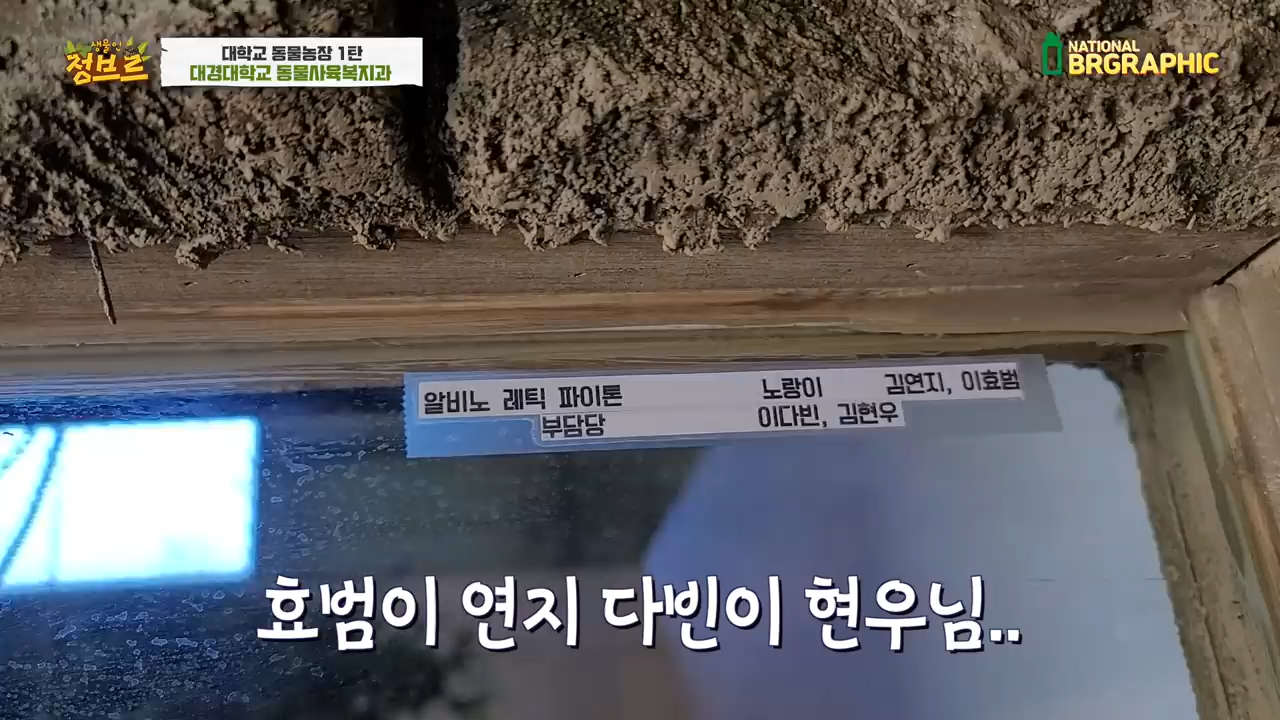 생물인
정브르
대학교 동물농장 1탄
대경대학교 동물사육복지과
NATIONAL
BRGRAPHIC
알비노 레틱 파이톤 노랑이 김연지, 이효범
부담당 이다빈, 김현우
효범이 연지 다빈이 현우님..